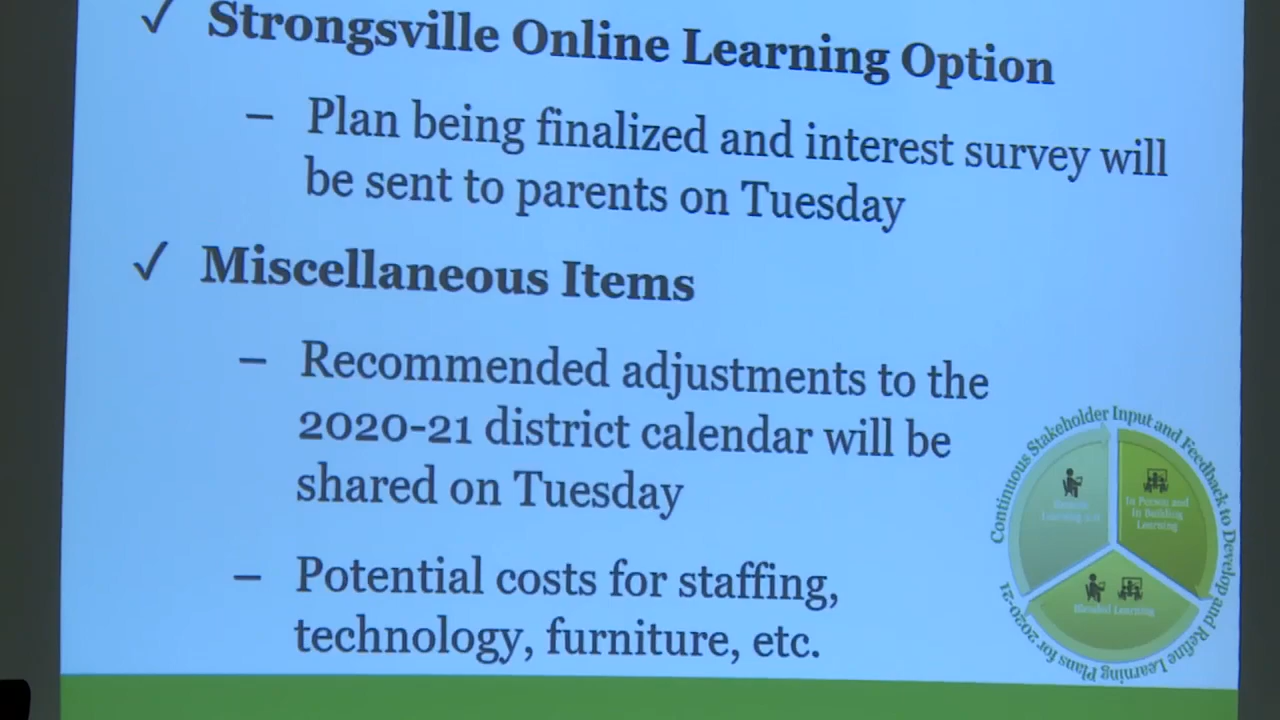 ✓ Strongsville Online Learning Option
– Plan being finalized and interest survey will
be sent to parents on Tuesday
✓ Miscellaneous Items
– Recommended adjustments to the
2020-21 district calendar will be
shared on Tuesday
– Potential costs for staffing,
technology, furniture, etc.
Continuous Stakeholder Input and Feedback to Develop and Refine Learning Plans for 2020-21
Learning
In Person and
In Building
Learning
Blended Learning